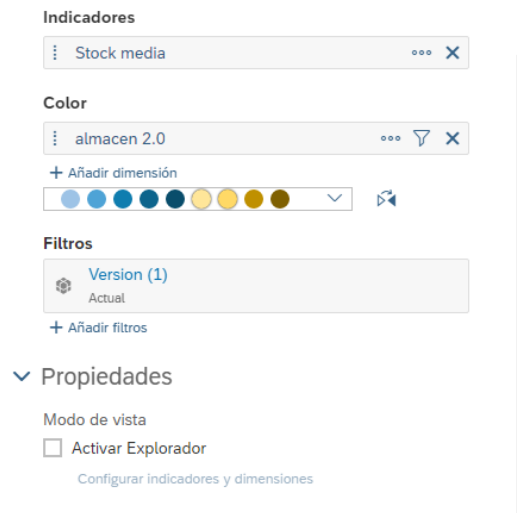 Indicadores
Stock media
Color
almacen 2.0
Añadir dimensión
Filtros
Version (1)
Actual
Añadir filtros
Propiedades
Modo de vista
Activar Explorador
Configurar indicadores y dimensiones